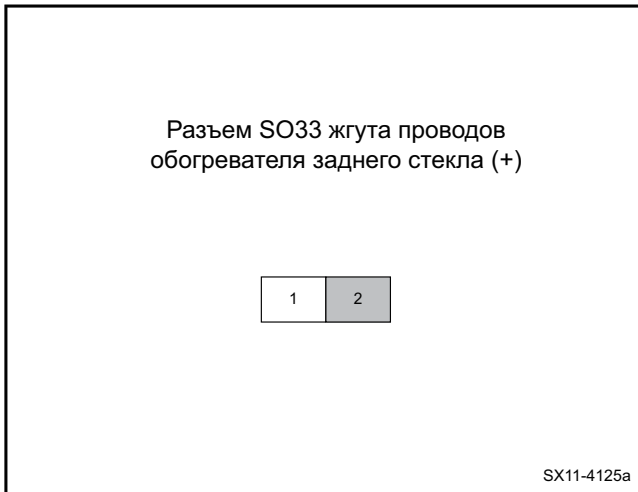 Разъем SO33 жгута проводов
обогревателя заднего стекла (+)
1 2
SX11-4125a